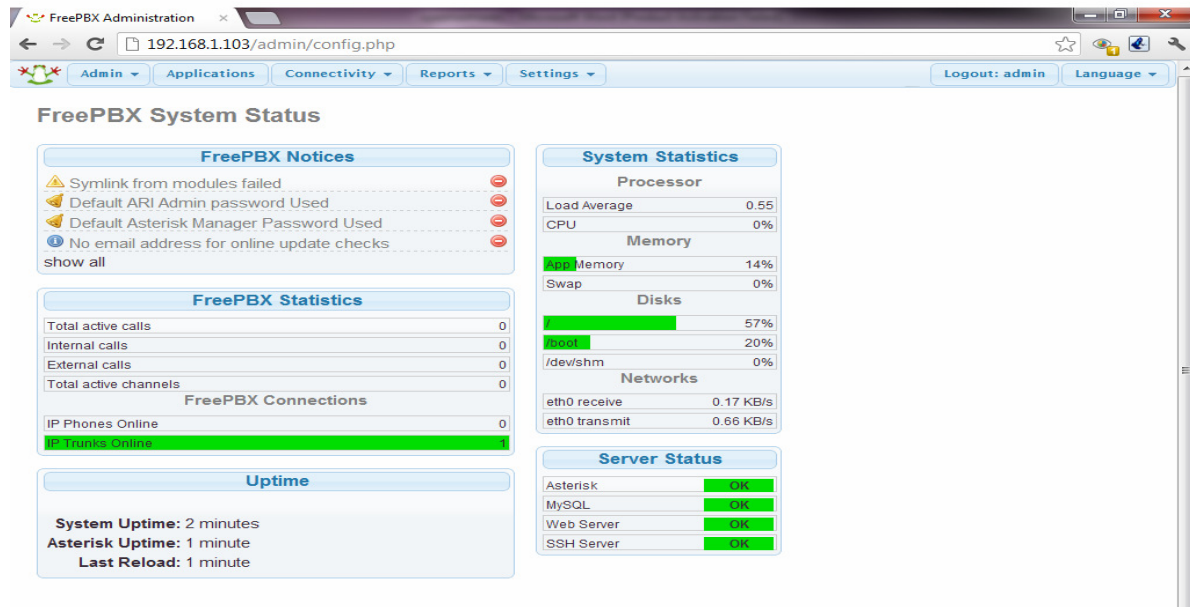 FreePBX Administration
192.168.1.103/admin/config.php
Admin
Applications
Connectivity
Reports
Settings
Logout: admin
Language
FreePBX System Status
FreePBX Notices
Symlink from modules failed
Default ARI Admin password Used
Default Asterisk Manager Password Used
No email address for online update checks
show all
FreePBX Statistics
Total active calls 0
Internal calls 0
External calls 0
Total active channels 0
FreePBX Connections
IP Phones Online 0
IP Trunks Online 1
Uptime
System Uptime: 2 minutes
Asterisk Uptime: 1 minute
Last Reload: 1 minute
System Statistics
Processor
Load Average 0.55
CPU 0%
Memory
App Memory 14%
Swap 0%
Disks
/ 57%
/boot 20%
/dev/shm 0%
Networks
eth0 receive 0.17 KB/s
eth0 transmit 0.66 KB/s
Server Status
Asterisk OK
MySQL OK
Web Server OK
SSH Server OK